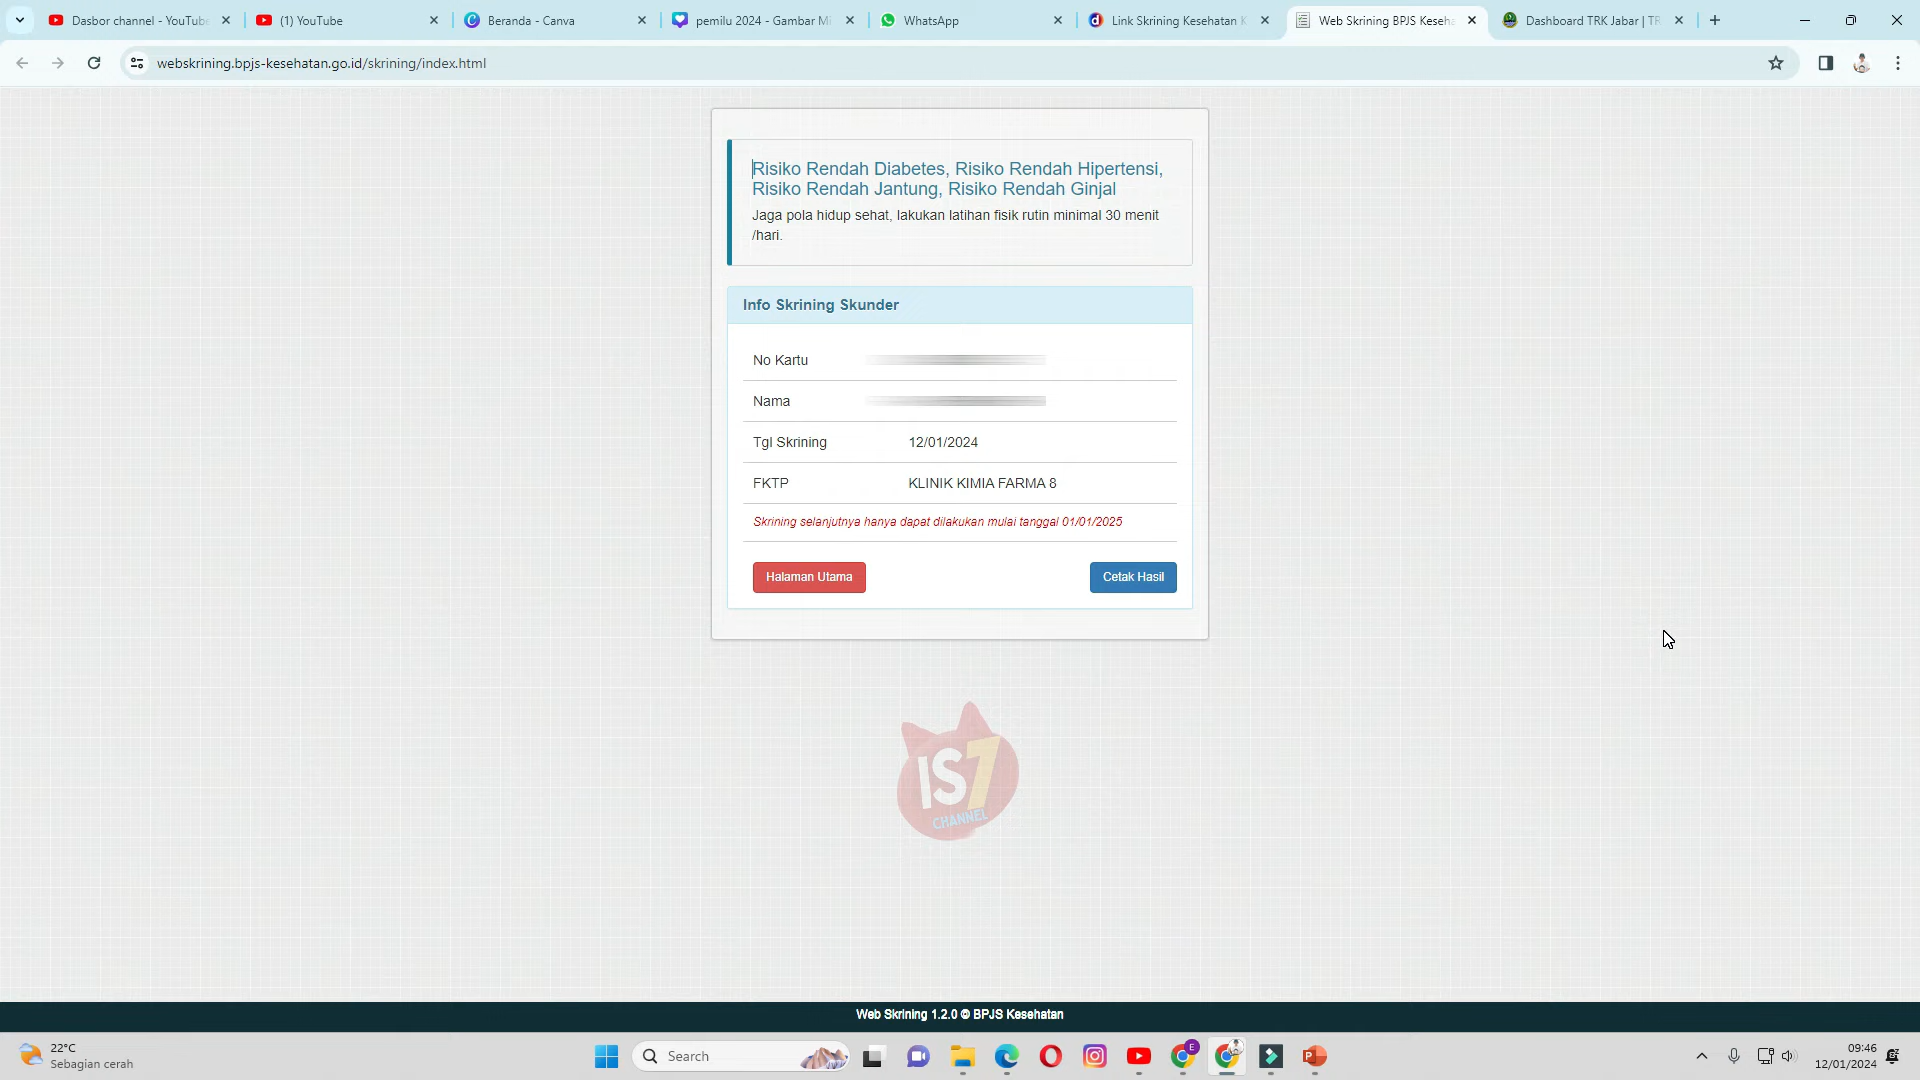 Dasbor channel - YouTube
(1) YouTube
Beranda - Canva
pemilu 2024 - Gambar Mi
WhatsApp
Link Skrining Kesehatan K
Web Skrining BPJS Keseha
Dashboard TRK Jabar | TR
webskrining.bpjs-kesehatan.go.id/skrining/index.html
Risiko Rendah Diabetes, Risiko Rendah Hipertensi,
Risiko Rendah Jantung, Risiko Rendah Ginjal
Jaga pola hidup sehat, lakukan latihan fisik rutin minimal 30 menit
/hari.
Info Skrining Skunder
No Kartu
Nama
Tgl Skrining 12/01/2024
FKTP KLINIK KIMIA FARMA 8
Skrining selanjutnya hanya dapat dilakukan mulai tanggal 01/01/2025
Halaman Utama Cetak Hasil
IS7
CHANNEL
Web Skrining 1.2.0 © BPJS Kesehatan
22°C
Sebagian cerah
Search
E
09:46
12/01/2024